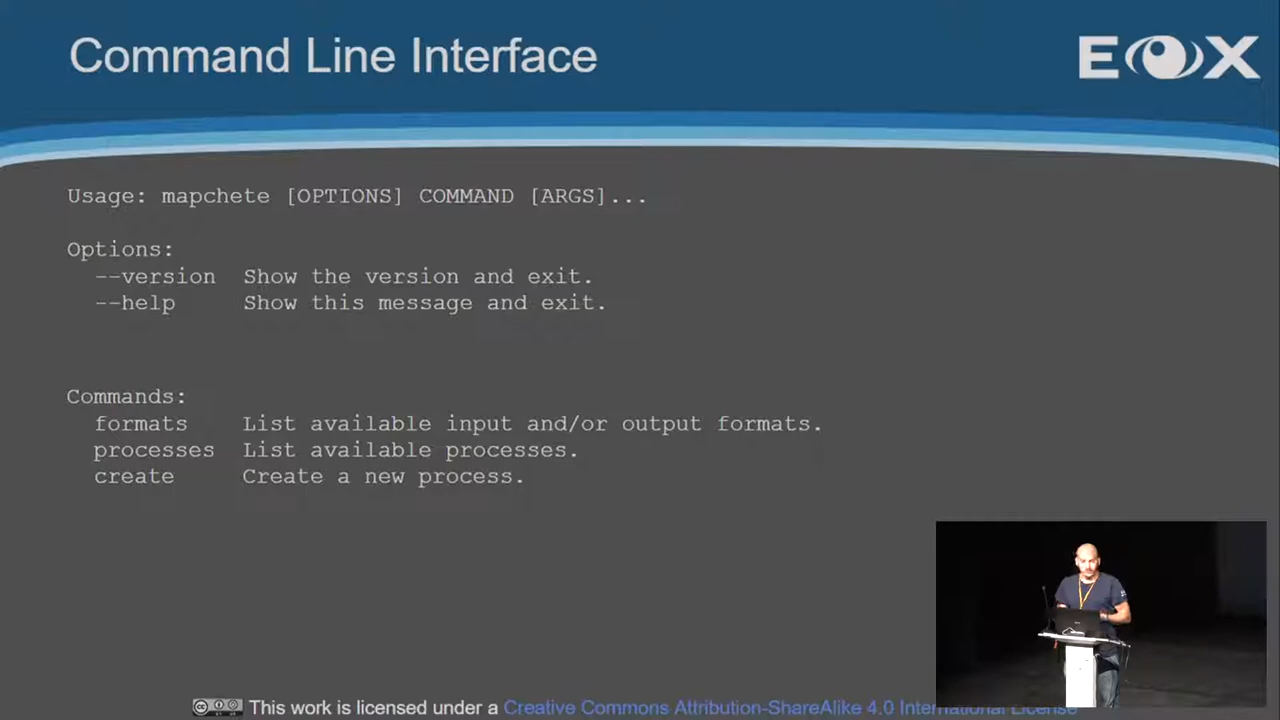 Command Line Interface
EOX
Usage: mapchete [OPTIONS] COMMAND [ARGS]...
Options:
--version Show the version and exit.
--help Show this message and exit.
Commands:
formats List available input and/or output formats.
processes List available processes.
create Create a new process.
This work is licensed under a Creative Commons Attribution-ShareAlike 4.0 International License